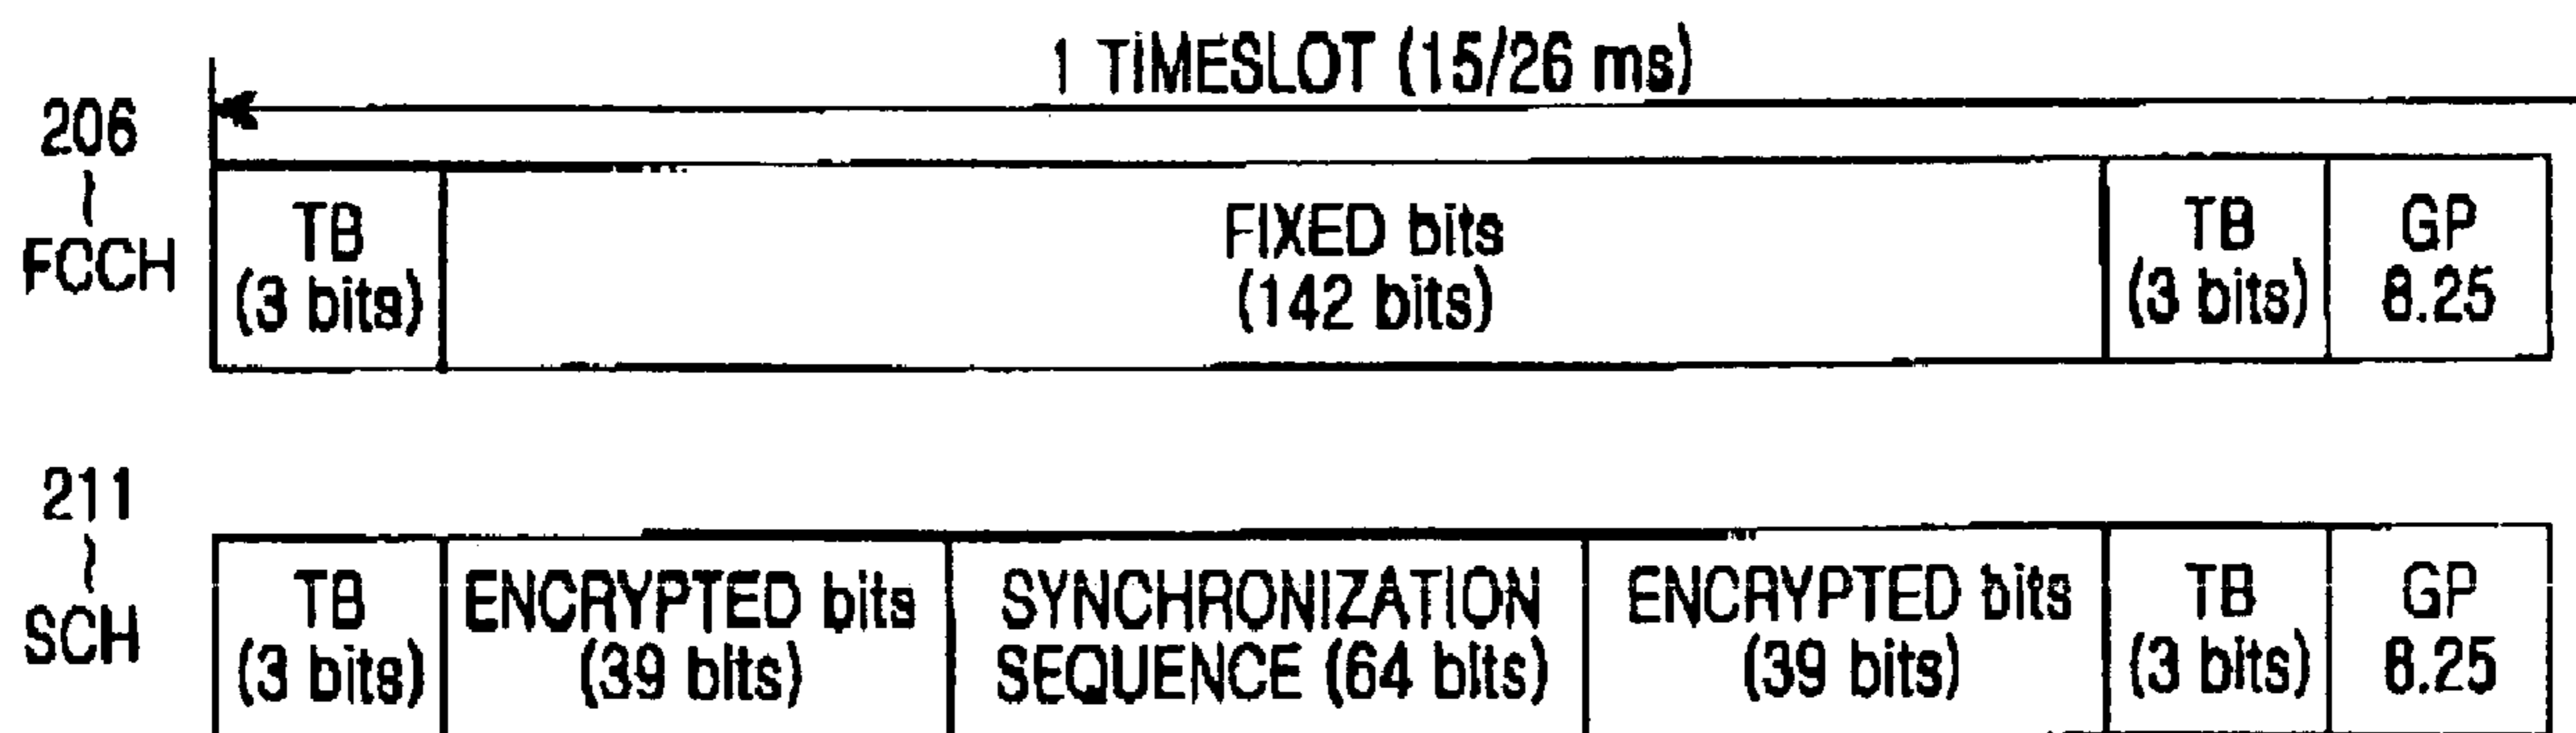 1 TIMESLOT (15/26 ms)
206
FCCH
TB
(3 bits)
FIXED bits
(142 bits)
TB
(3 bits)
GP
8.25
211
SCH
TB
(3 bits)
ENCRYPTED bits
(39 bits)
SYNCHRONIZATION
SEQUENCE (64 bits)
ENCRYPTED bits
(39 bits)
TB
(3 bits)
GP
8.25